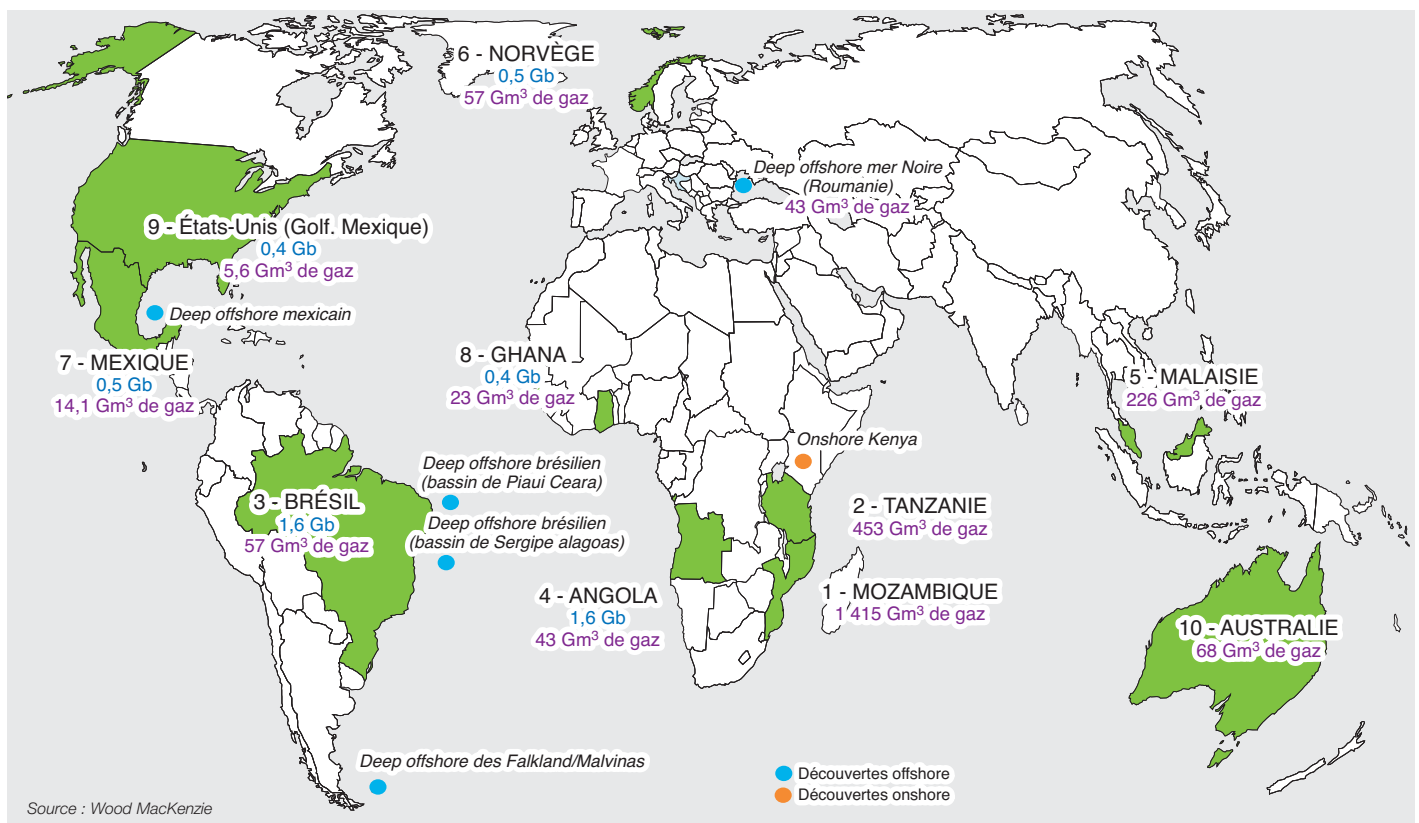 6 - NORVÈGE
0,5 Gb
57 Gm³ de gaz
Deep offshore mer Noire
(Roumanie)
43 Gm³ de gaz
9 - États-Unis (Golf. Mexique)
0,4 Gb
5,6 Gm³ de gaz
Deep offshore mexicain
7 - MEXIQUE
0,5 Gb
14,1 Gm³ de gaz
8 - GHANA
0,4 Gb
23 Gm³ de gaz
5 - MALAISIE
226 Gm³ de gaz
Onshore Kenya
Deep offshore brésilien
(bassin de Piaui Ceara)
3 - BRÉSIL
1,6 Gb
57 Gm³ de gaz
Deep offshore brésilien
(bassin de Sergipe alagoas)
2 - TANZANIE
453 Gm³ de gaz
4 - ANGOLA
1,6 Gb
43 Gm³ de gaz
1 - MOZAMBIQUE
1 415 Gm³ de gaz
10 - AUSTRALIE
68 Gm³ de gaz
Deep offshore des Falkland/Malvinas
Découvertes offshore
Découvertes onshore
Source : Wood MacKenzie